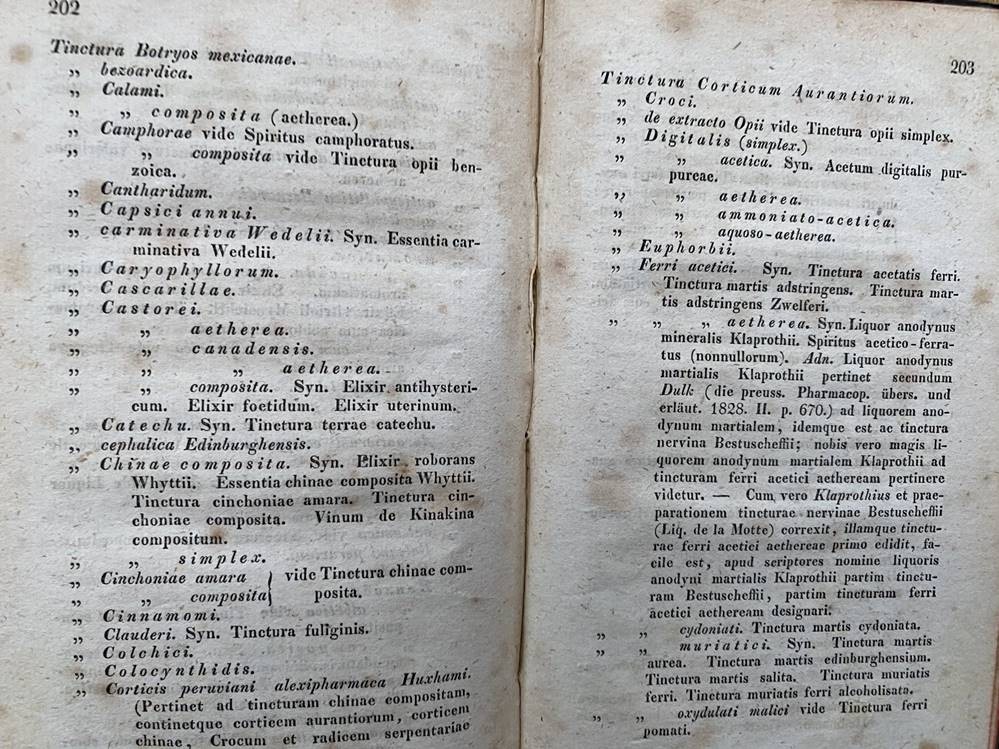 202
Tinctura Botryos mexicanae.
„ bezoardica.
„ Calami.
„ „ composita (aetherea.)
„ Camphorae vide Spiritus camphoratus.
„ „ composita vide Tinctura opii ben-
zoica.
„ Cantharidum.
„ Capsici annui.
„ carminativa Wedelii. Syn. Essentia car-
minativa Wedelii.
„ Caryophyllorum.
„ Cascarillae.
„ Castorei.
„ „ aetherea.
„ „ canadensis.
„ „ „ aetherea.
„ „ composita. Syn. Elixir antihysteri-
cum. Elixir foetidum. Elixir uterinum.
„ Catechu. Syn. Tinctura terrae catechu.
„ cephalica Edinburghensis.
„ Chinae composita. Syn. Elixir roborans
Whyttii. Essentia chinae composita Whyttii.
Tinctura cinchoniae amara. Tinctura cin-
choniae composita. Vinum de Kinakina
compositum.
„ „ simplex.
„ Cinchoniae amara } vide Tinctura chinae com-
„ „ composita } posita.
„ Cinnamomi.
„ Clauderi. Syn. Tinctura fuliginis.
„ Colchici.
„ Colocynthidis.
„ Corticis peruviani alexipharmaca Huxhami.
(Pertinet ad tincturam chinae compositam,
continetque corticem aurantiorum, corticem
chinae, Crocum et radicem serpentariae
203
Tinctura Corticum Aurantiorum.
„ Croci.
„ de extracto Opii vide Tinctura opii simplex.
„ Digitalis (simplex.)
„ „ acetica. Syn. Acetum digitalis pur-
pureae.
„ „ aetherea.
„ „ ammoniato-acetica.
„ „ aquoso-aetherea.
„ Euphorbii.
„ Ferri acetici. Syn. Tinctura acetatis ferri.
Tinctura martis adstringens. Tinctura mar-
tis adstringens Zwelferi.
„ „ „ aetherea. Syn. Liquor anodynus
mineralis Klaprothii. Spiritus acetico-ferra-
tus (nonnullorum). Adn. Liquor anodynus
martialis Klaprothii pertinet secundum
Dulk (die preuss. Pharmacop. übers. und
erläut. 1828. II. p. 670.) ad liquorem ano-
dynum martialem, idemque est ac tinctura
nervina Bestuscheffii; nobis vero magis li-
quorem anodynum martialem Klaprothii ad
tincturam ferri acetici aethaeream pertinere
videtur. — Cum vero Klaprothius et prae-
parationem tincturae nervinae Bestuscheffii
(Liq. de la Motte) correxit, illamque tinctu-
rae ferri acetici aethereae primo edidit, fa-
cile est, apud scriptores nomine liquoris
anodyni martialis Klaprothii partim tinctu-
ram Bestuscheffii, partim tincturam ferri
acetici aetheream designari.
„ „ cydoniati. Tinctura martis cydoniata.
„ „ muriatici. Syn. Tinctura martis
aurea. Tinctura martis edinburghensium.
Tinctura martis salita. Tinctura muriatis
ferri. Tinctura muriatis ferri alcoholisata.
„ „ oxydulati malici vide Tinctura ferri
pomati.